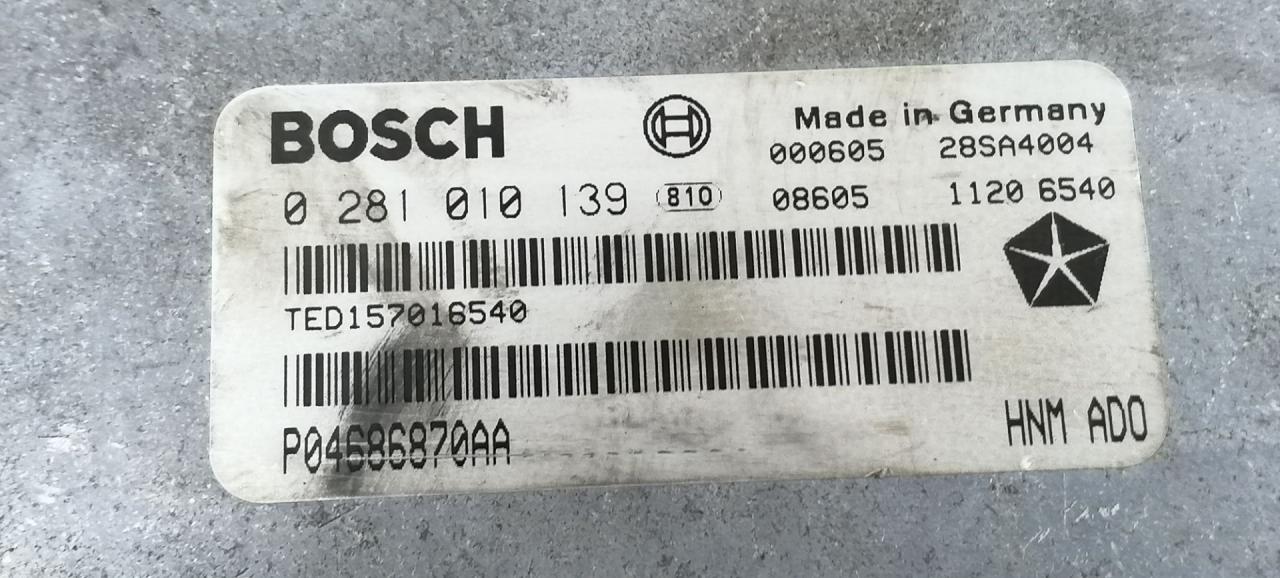 BOSCH
Made in Germany
000605 28SA4004
0 281 010 139 810 08605 1120 6540
TED157016540
P04686870AA
HNM ADO